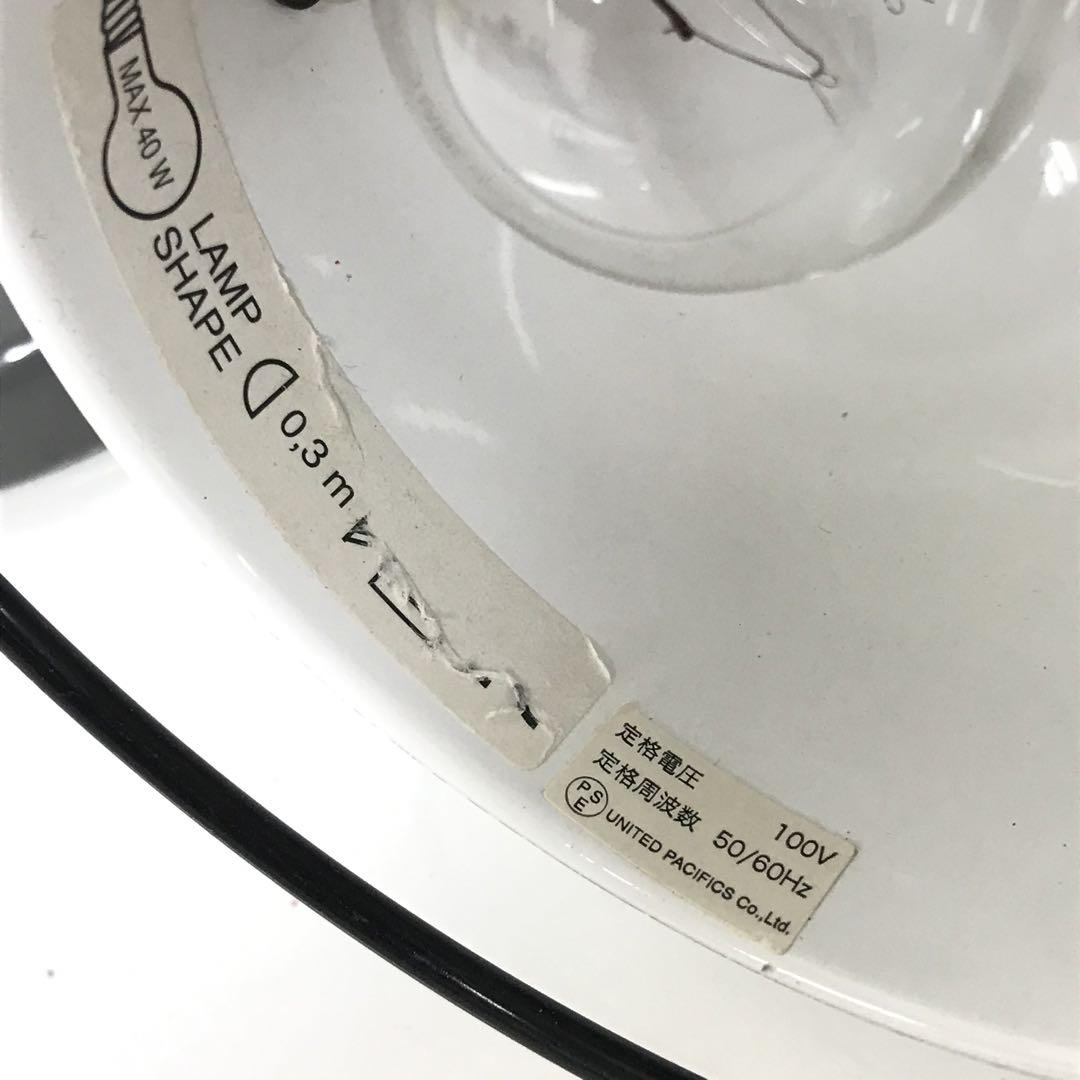 MAX 40 W
LAMP
SHAPE
0,3 m
定格電圧 100V
定格周波数 50/60Hz
PSE UNITED PACIFICS Co.,Ltd.